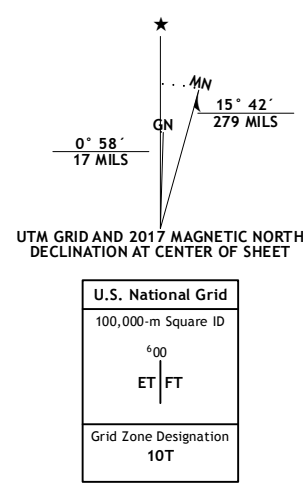 ★
MN
GN
15° 42´
279 MILS
0° 58´
17 MILS
UTM GRID AND 2017 MAGNETIC NORTH
DECLINATION AT CENTER OF SHEET
U.S. National Grid
100,000-m Square ID
⁶00
ET FT
Grid Zone Designation
10T